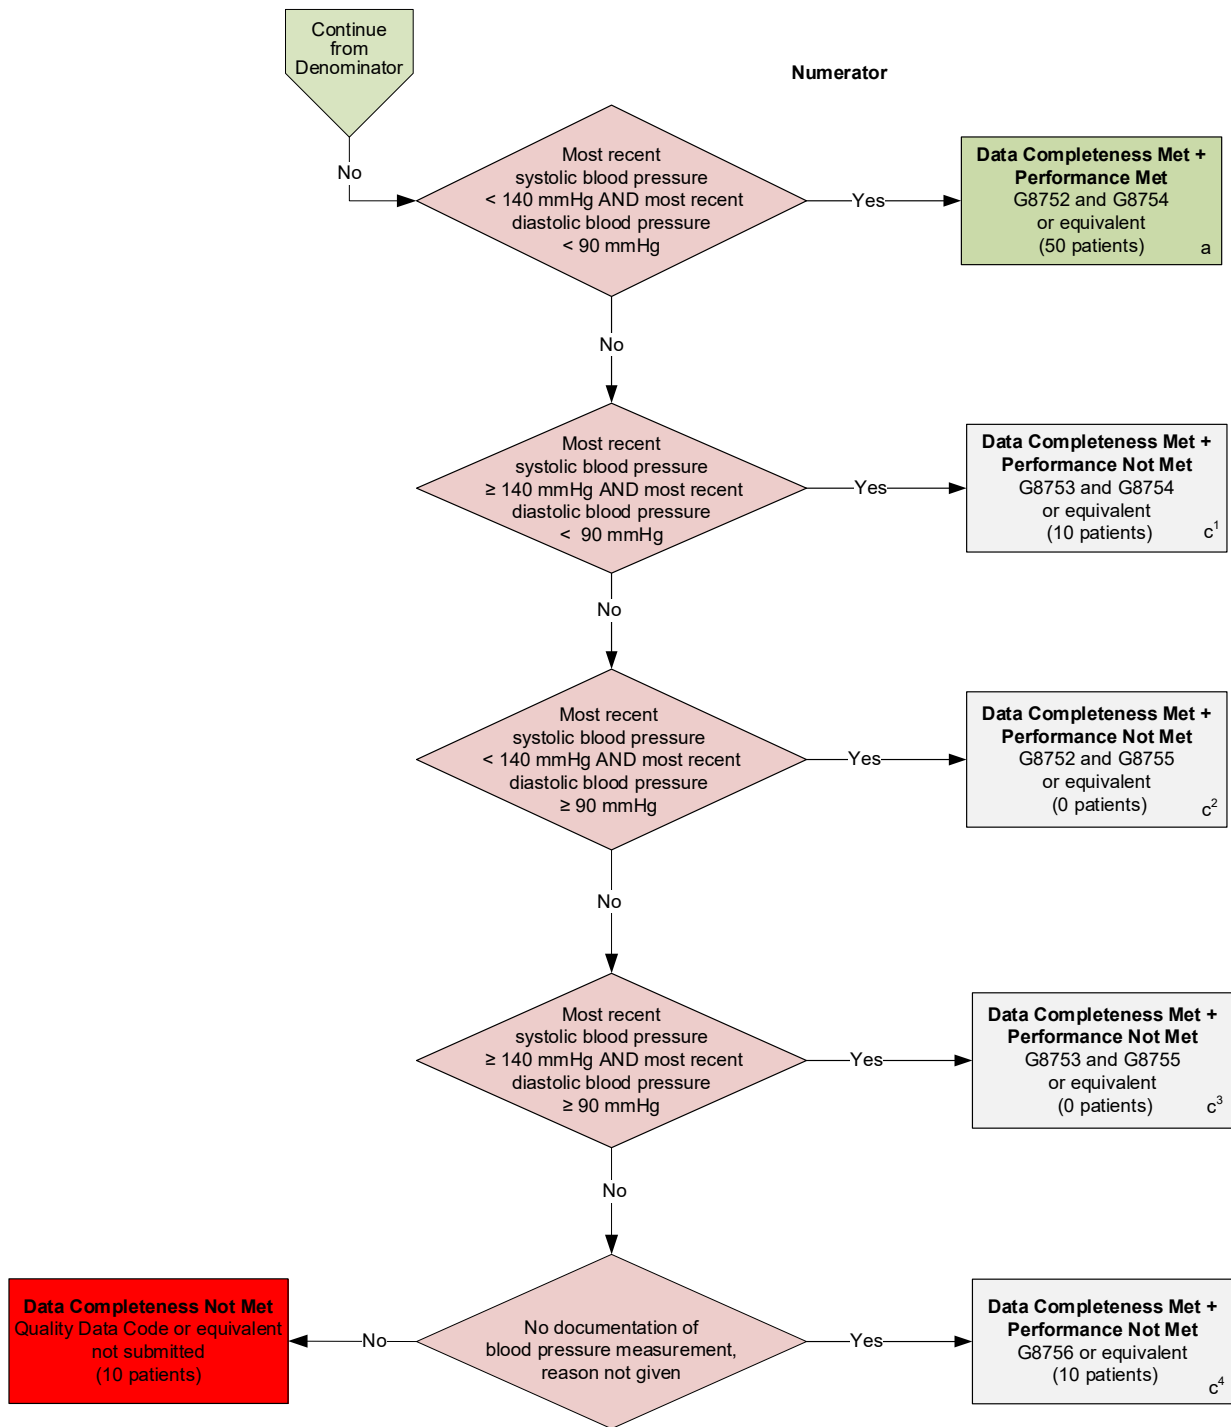 Continue
from
Denominator
Numerator
No
Most recent
systolic blood pressure
< 140 mmHg AND most recent
diastolic blood pressure
< 90 mmHg
Yes
Data Completeness Met +
Performance Met
G8752 and G8754
or equivalent
(50 patients)
a
No
Most recent
systolic blood pressure
≥ 140 mmHg AND most recent
diastolic blood pressure
< 90 mmHg
Yes
Data Completeness Met +
Performance Not Met
G8753 and G8754
or equivalent
(10 patients)
c¹
No
Most recent
systolic blood pressure
< 140 mmHg AND most recent
diastolic blood pressure
≥ 90 mmHg
Yes
Data Completeness Met +
Performance Not Met
G8752 and G8755
or equivalent
(0 patients)
c²
No
Most recent
systolic blood pressure
≥ 140 mmHg AND most recent
diastolic blood pressure
≥ 90 mmHg
Yes
Data Completeness Met +
Performance Not Met
G8753 and G8755
or equivalent
(0 patients)
c³
No
Data Completeness Not Met
Quality Data Code or equivalent
not submitted
(10 patients)
No
No documentation of
blood pressure measurement,
reason not given
Yes
Data Completeness Met +
Performance Not Met
G8756 or equivalent
(10 patients)
c⁴